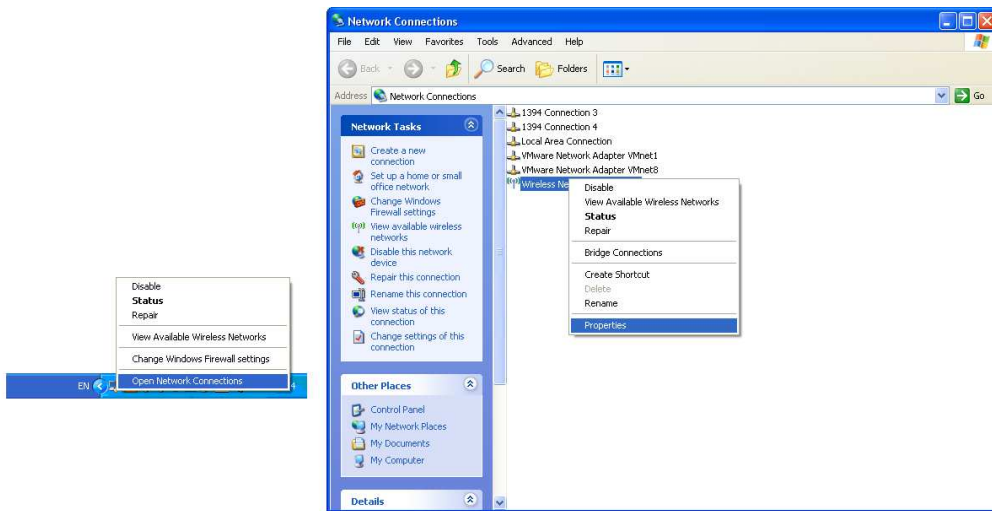 Disable
Status
Repair
View Available Wireless Networks
Change Windows Firewall settings
Open Network Connections
EN
4
Network Connections
File Edit View Favorites Tools Advanced Help
Back Search Folders
Address Network Connections Go
Network Tasks
Create a new
connection
Set up a home or small
office network
Change Windows
Firewall settings
View available wireless
networks
Disable this network
device
Repair this connection
Rename this connection
View status of this
connection
Change settings of this
connection
Other Places
Control Panel
My Network Places
My Documents
My Computer
Details
1394 Connection 3
1394 Connection 4
Local Area Connection
VMware Network Adapter VMnet1
VMware Network Adapter VMnet8
Wireless Ne
Disable
View Available Wireless Networks
Status
Repair
Bridge Connections
Create Shortcut
Delete
Rename
Properties